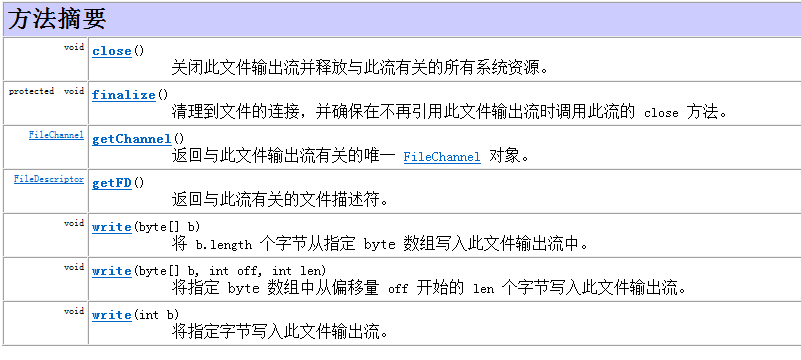 方法摘要
void close()
关闭此文件输出流并释放与此流有关的所有系统资源。
protected void finalize()
清理到文件的连接，并确保在不再引用此文件输出流时调用此流的 close 方法。
FileChannel getChannel()
返回与此文件输出流有关的唯一 FileChannel 对象。
FileDescriptor getFD()
返回与此流有关的文件描述符。
void write(byte[] b)
将 b.length 个字节从指定 byte 数组写入此文件输出流中。
void write(byte[] b, int off, int len)
将指定 byte 数组中从偏移量 off 开始的 len 个字节写入此文件输出流。
void write(int b)
将指定字节写入此文件输出流。